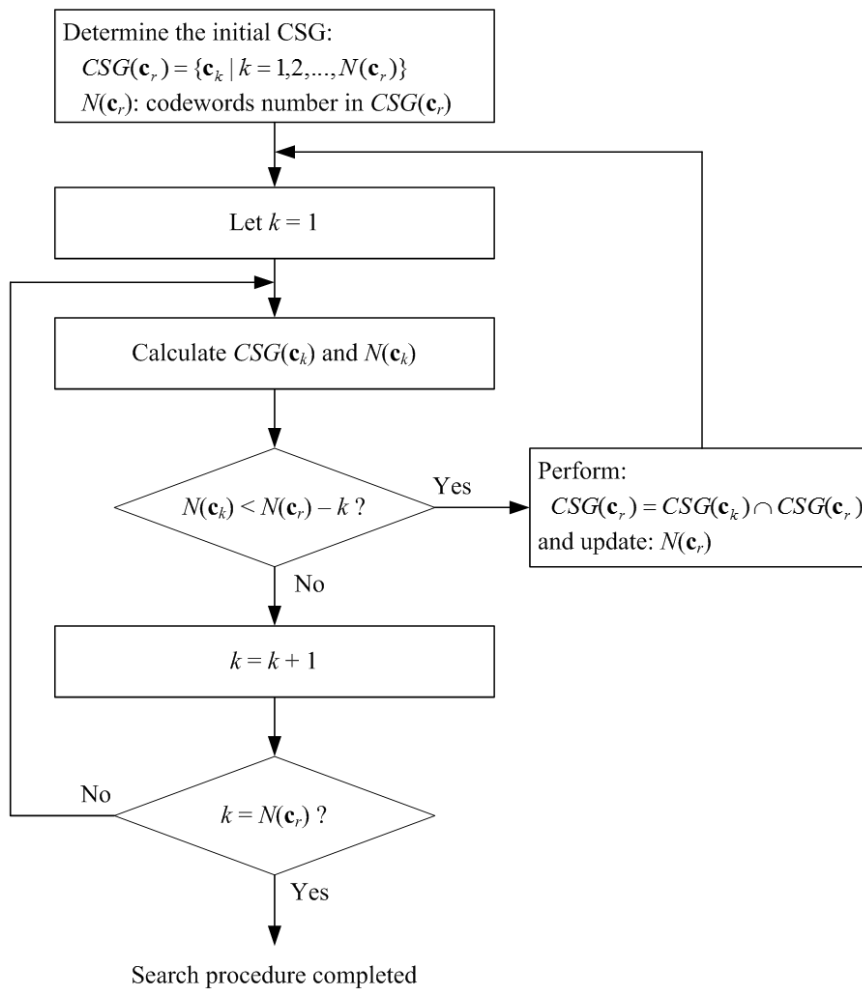 Determine the initial CSG:
CSG(c_r) = {c_k | k = 1,2,...,N(c_r)}
N(c_r): codewords number in CSG(c_r)
Let k = 1
Calculate CSG(c_k) and N(c_k)
N(c_k) < N(c_r) – k ?
Yes
Perform:
CSG(c_r) = CSG(c_k) ∩ CSG(c_r)
and update: N(c_r)
No
k = k + 1
No
k = N(c_r) ?
Yes
Search procedure completed